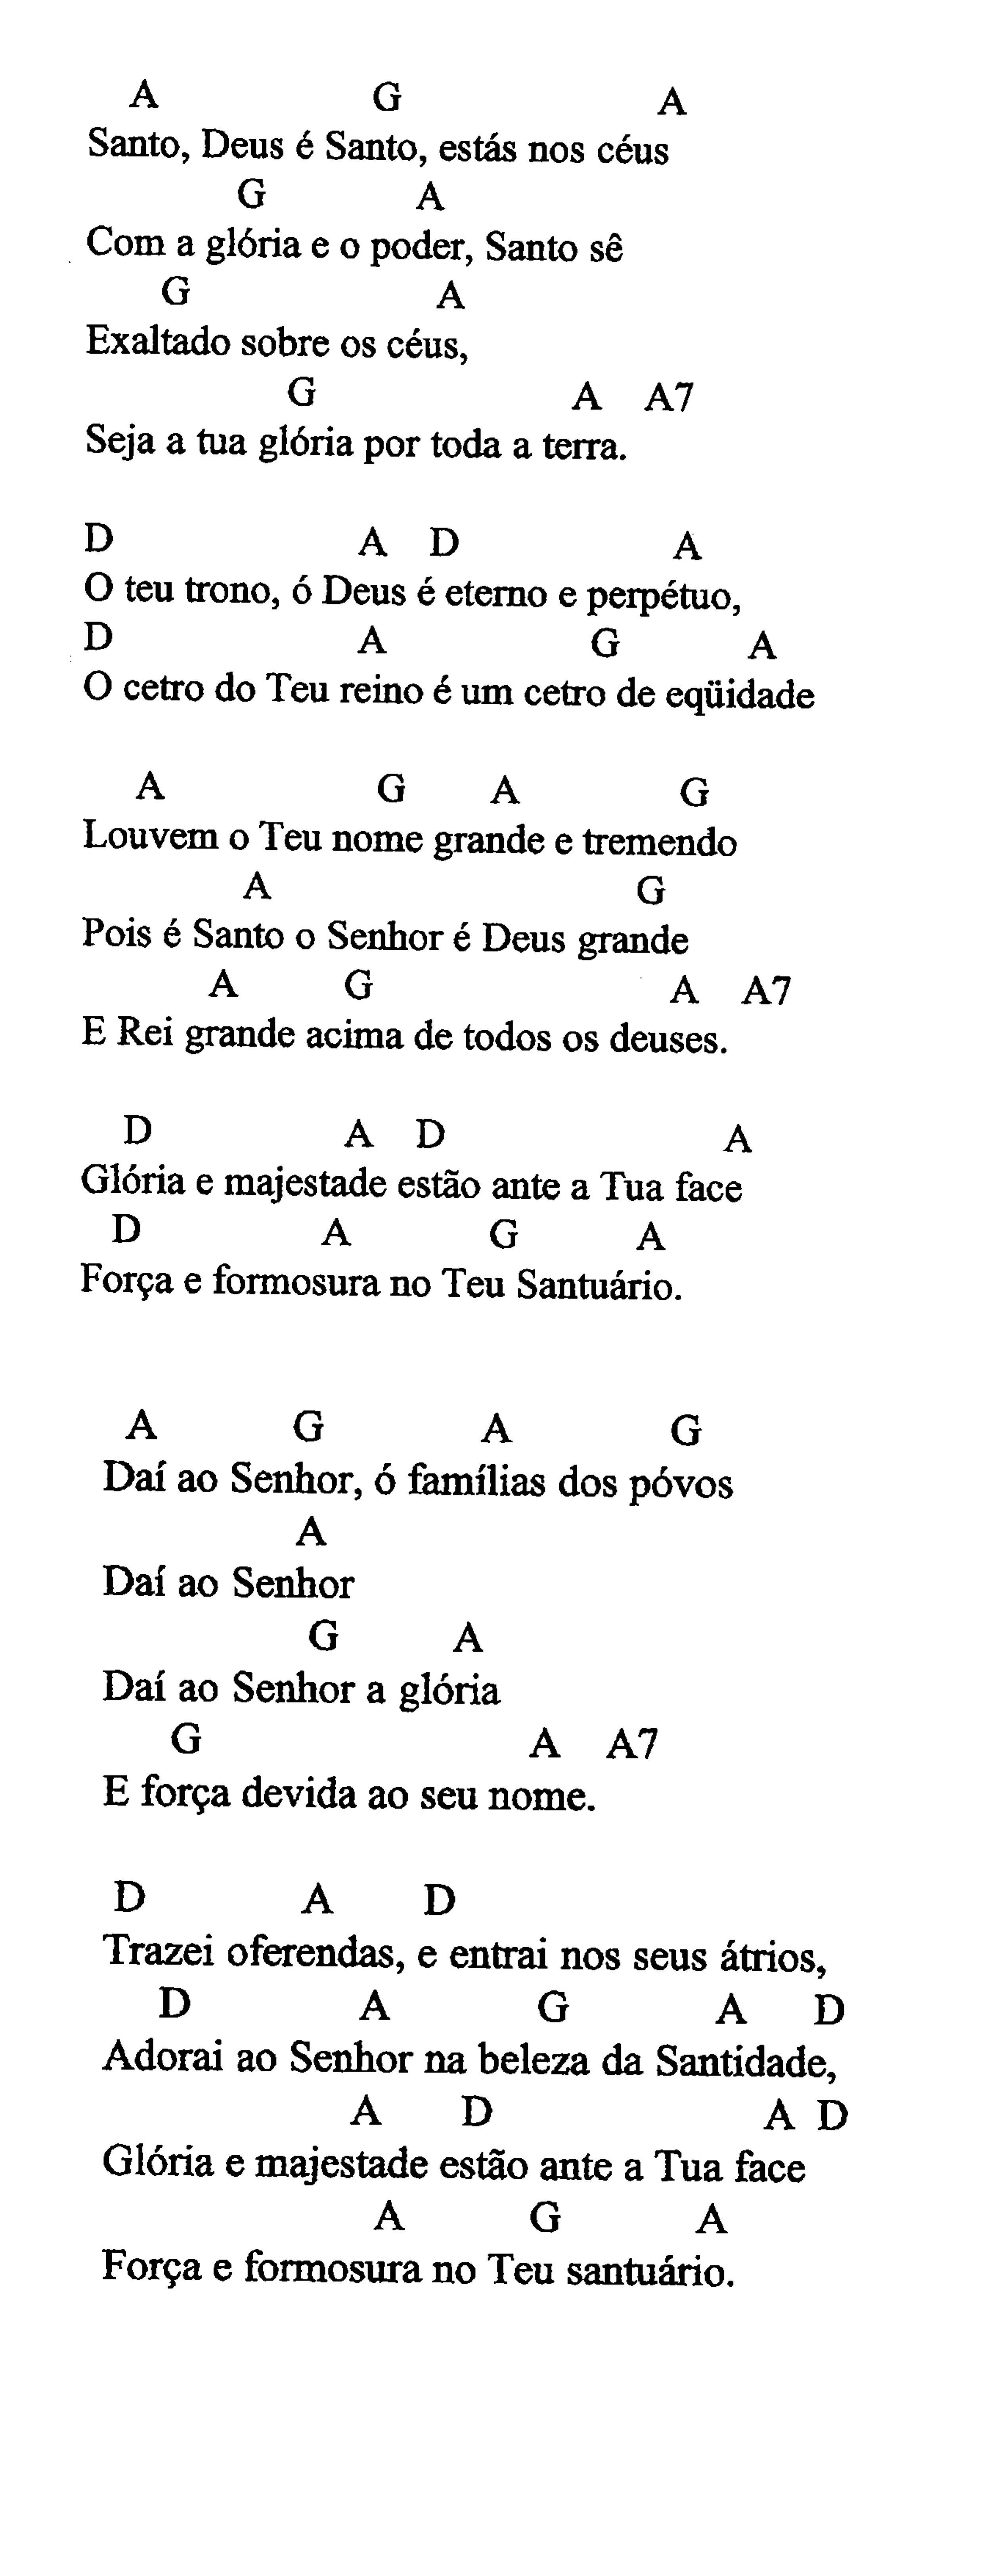 A G A
Santo, Deus é Santo, estás nos céus
G A
Com a glória e o poder, Santo sê
G A
Exaltado sobre os céus,
G A A7
Seja a tua glória por toda a terra.
D A D A
O teu trono, ó Deus é eterno e perpétuo,
D A G A
O cetro do Teu reino é um cetro de eqüidade
A G A G
Louvem o Teu nome grande e tremendo
A G
Pois é Santo o Senhor é Deus grande
A G A A7
E Rei grande acima de todos os deuses.
D A D A
Glória e majestade estão ante a Tua face
D A G A
Força e formosura no Teu Santuário.
A G A G
Daí ao Senhor, ó famílias dos póvos
A
Daí ao Senhor
G A
Daí ao Senhor a glória
G A A7
E força devida ao seu nome.
D A D
Trazei oferendas, e entrai nos seus átrios,
D A G A D
Adorai ao Senhor na beleza da Santidade,
A D A D
Glória e majestade estão ante a Tua face
A G A
Força e formosura no Teu santuário.